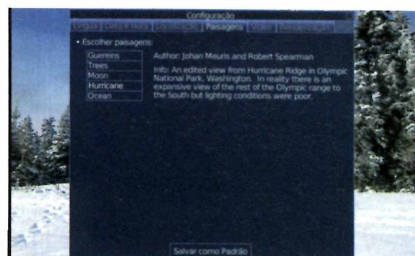 Configuração
Paisagens
• Escolher paisagens:
Guereins
Trees
Moon
Hurricane
Ocean
Author: Johan Meuris and Robert Spearman
Info: An edited view from Hurricane Ridge in Olympic
National Park, Washington. In reality there is an
expansive view of the rest of the Olympic range to
the South but lighting conditions were poor.
Salvar como Padrão